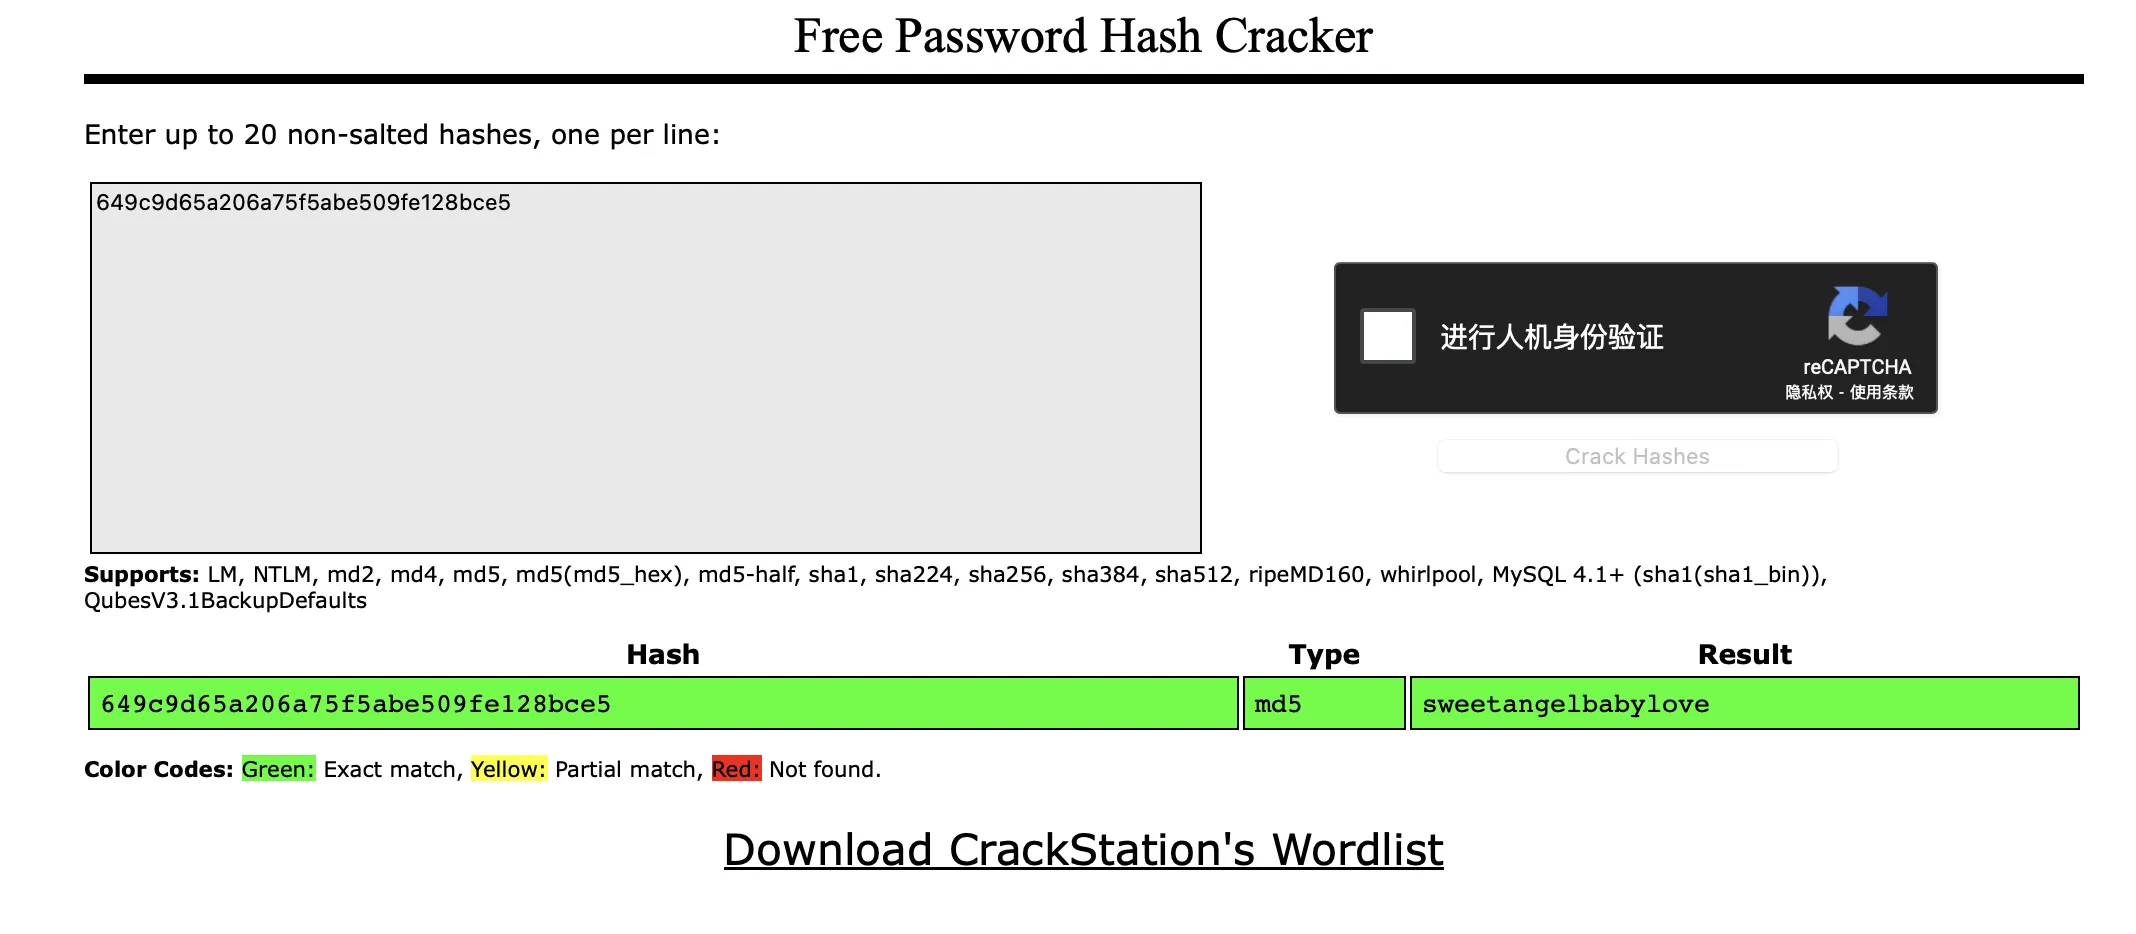 Free Password Hash Cracker
Enter up to 20 non-salted hashes, one per line:
649c9d65a206a75f5abe509fe128bce5
进行人机身份验证
reCAPTCHA
隐私权 - 使用条款
Crack Hashes
Supports: LM, NTLM, md2, md4, md5, md5(md5_hex), md5-half, sha1, sha224, sha256, sha384, sha512, ripeMD160, whirlpool, MySQL 4.1+ (sha1(sha1_bin)),
QubesV3.1BackupDefaults
Hash Type Result
649c9d65a206a75f5abe509fe128bce5 md5 sweetangelbabylove
Color Codes: Green: Exact match, Yellow: Partial match, Red: Not found.
Download CrackStation's Wordlist